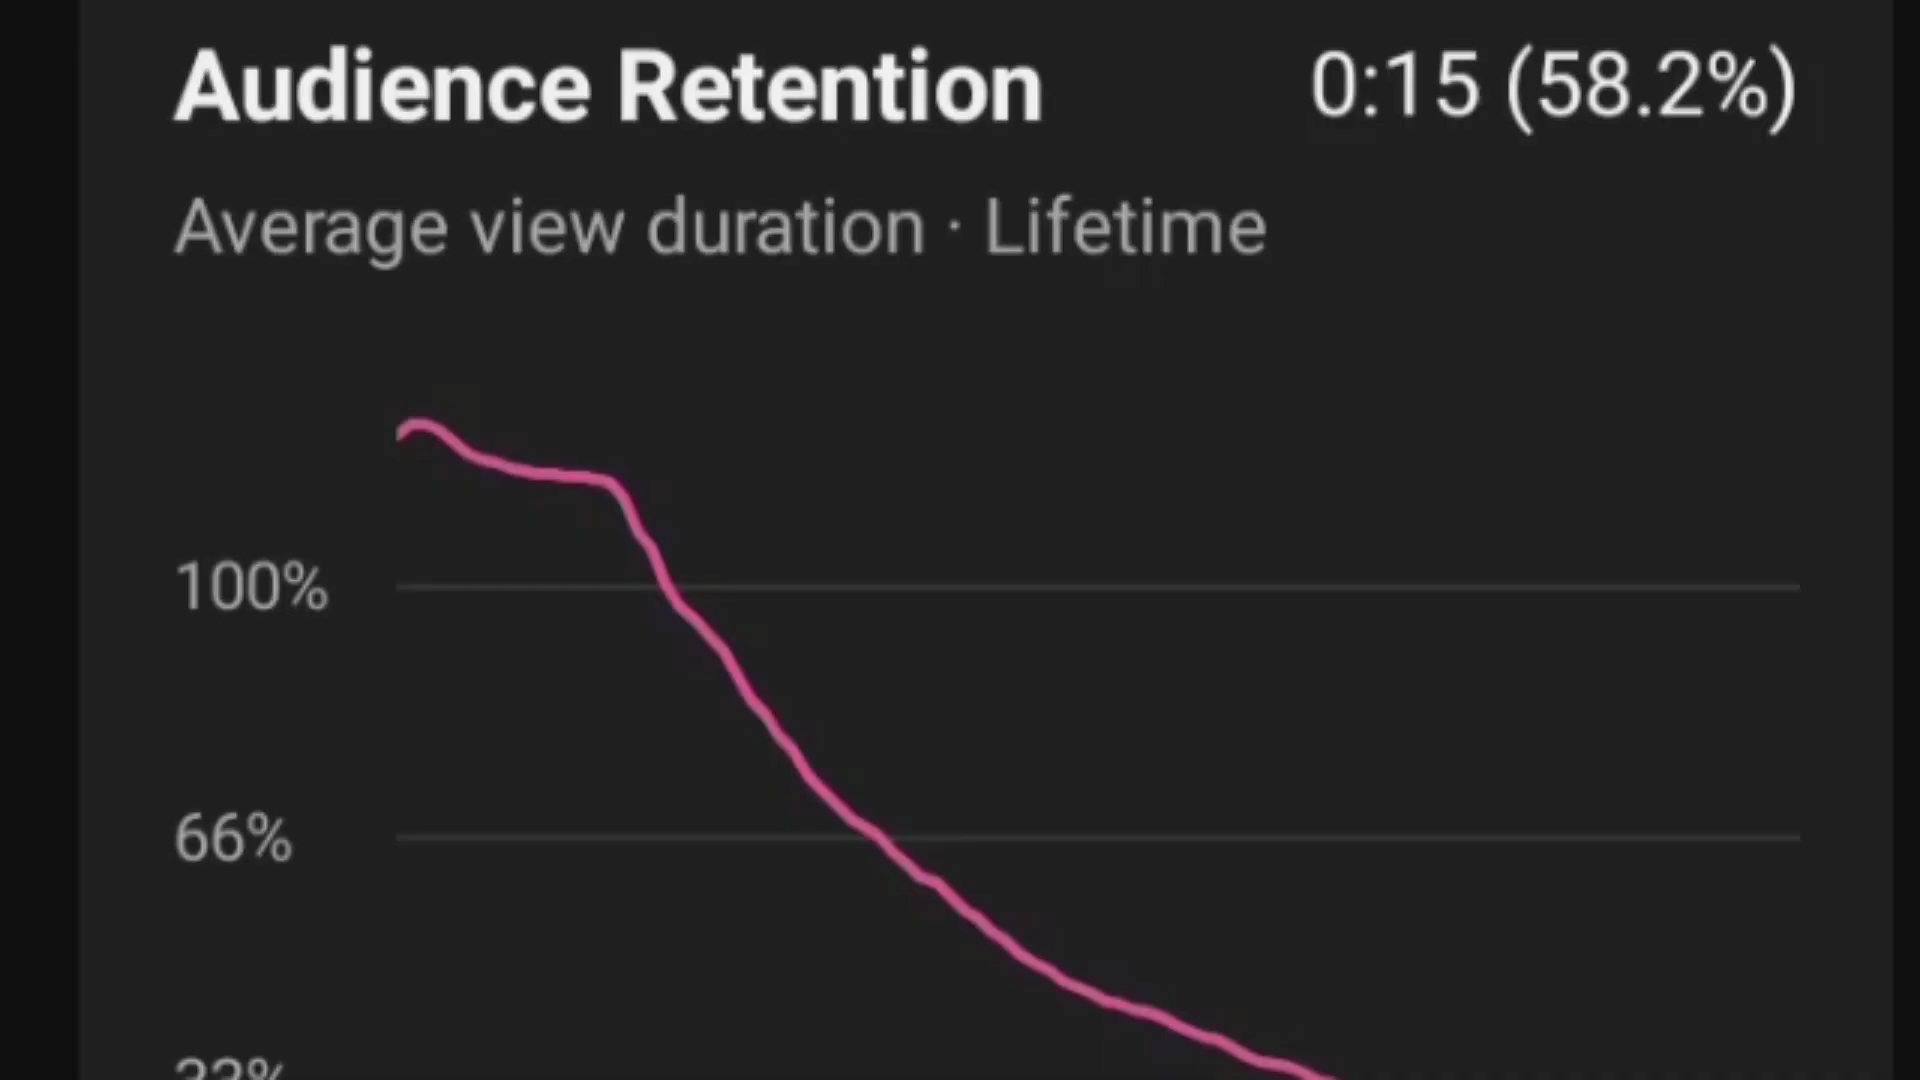 Audience Retention 0:15 (58.2%)
Average view duration · Lifetime
100%
66%
33%